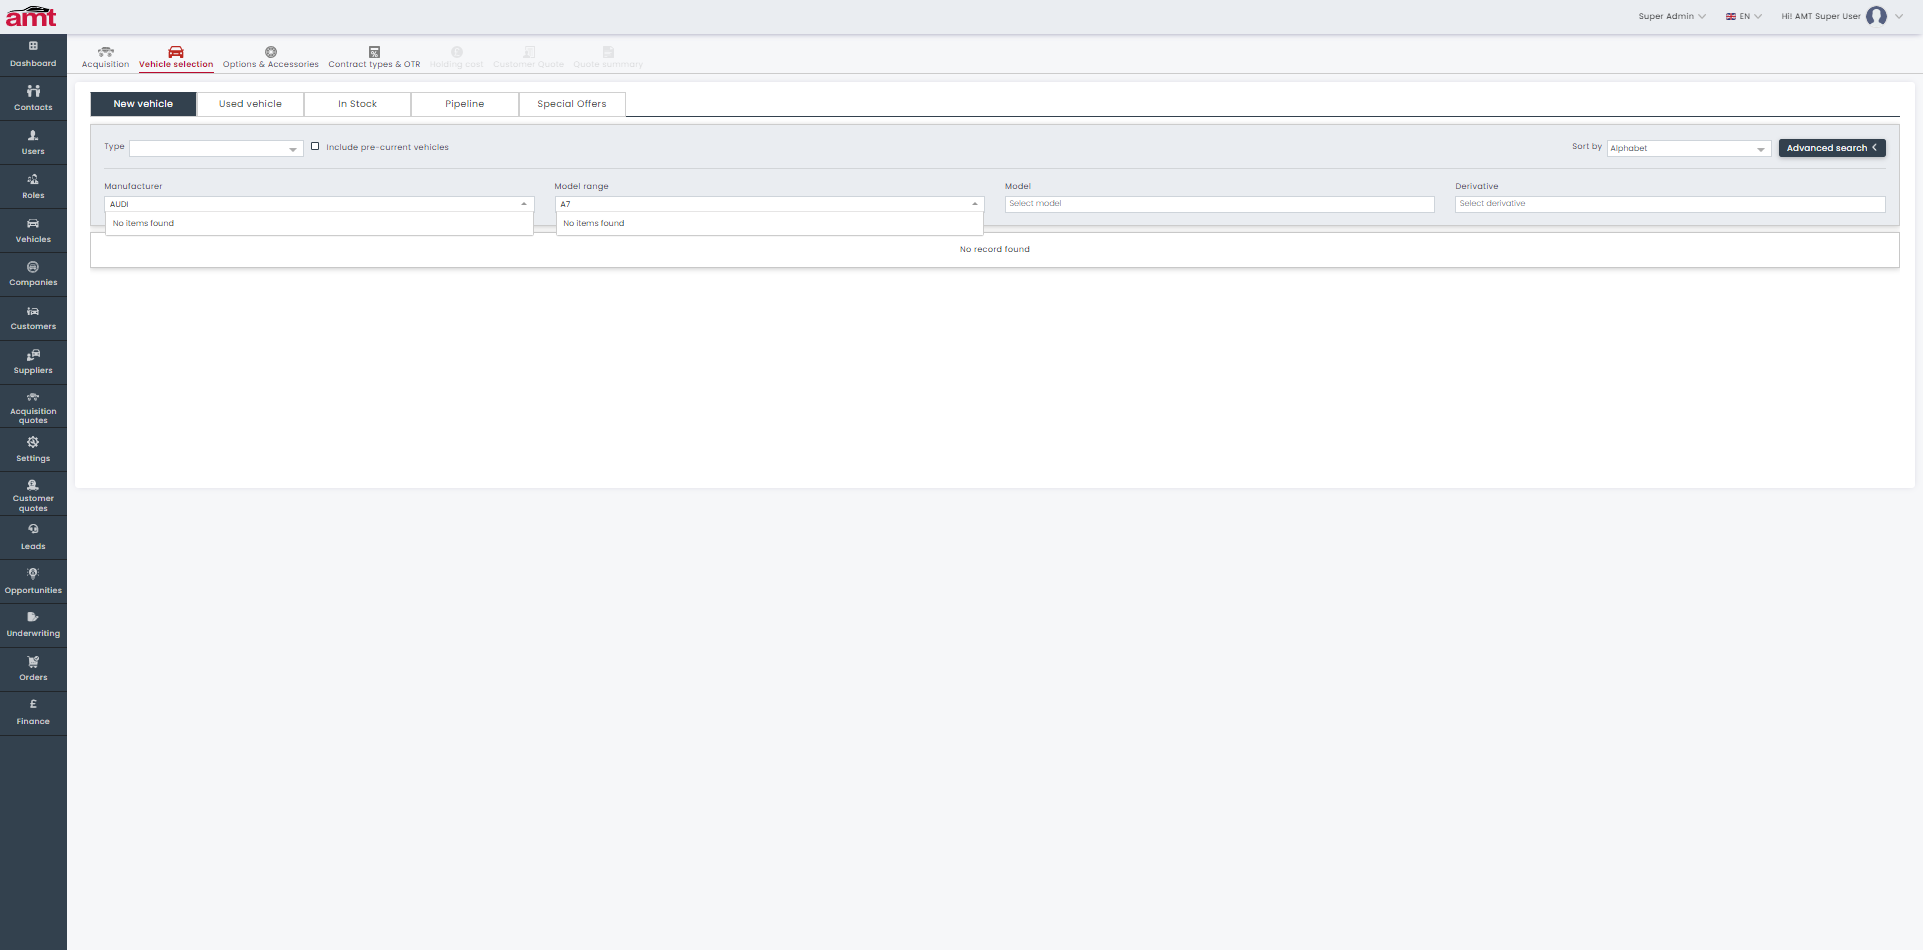 amt
Super Admin
EN
Hi! AMT Super User
Dashboard
Contacts
Users
Roles
Vehicles
Companies
Customers
Suppliers
Acquisition
quotes
Settings
Customer
quotes
Leads
Opportunities
Underwriting
Orders
£
Finance
Acquisition
Vehicle selection
Options & Accessories
Contract types & OTR
Holding cost
Customer Quote
Quote summary
New vehicle
Used vehicle
In Stock
Pipeline
Special Offers
Type
Include pre-current vehicles
Sort by
Alphabet
Advanced search
Manufacturer
Model range
Model
Derivative
AUDI
A7
Select model
Select derivative
No items found
No items found
No record found